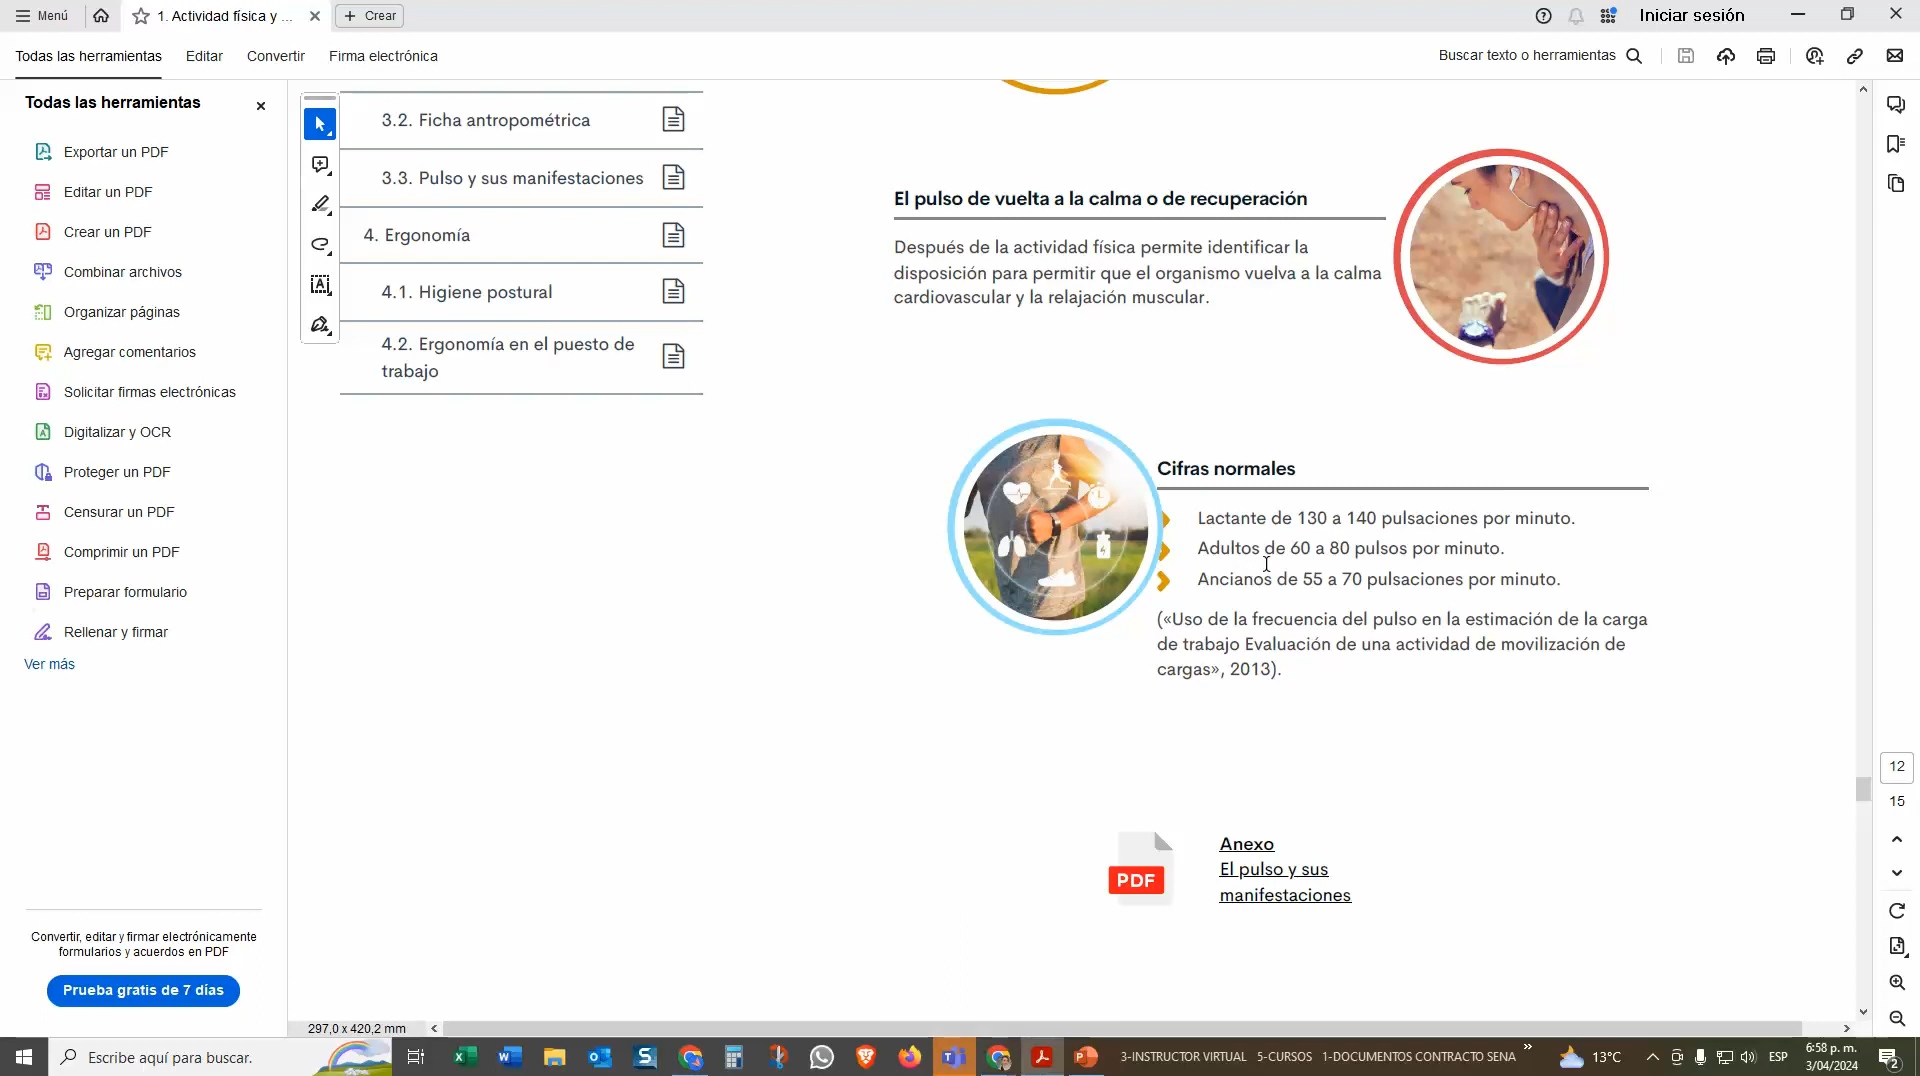 Menú
1. Actividad física y ...
Crear
Iniciar sesión
Todas las herramientas
Editar
Convertir
Firma electrónica
Buscar texto o herramientas
Todas las herramientas
Exportar un PDF
Editar un PDF
Crear un PDF
Combinar archivos
Organizar páginas
Agregar comentarios
Solicitar firmas electrónicas
Digitalizar y OCR
Proteger un PDF
Censurar un PDF
Comprimir un PDF
Preparar formulario
Rellenar y firmar
Ver más
Convertir, editar y firmar electrónicamente
formularios y acuerdos en PDF
Prueba gratis de 7 días
3.2. Ficha antropométrica
3.3. Pulso y sus manifestaciones
4. Ergonomía
4.1. Higiene postural
4.2. Ergonomía en el puesto de
trabajo
El pulso de vuelta a la calma o de recuperación
Después de la actividad física permite identificar la
disposición para permitir que el organismo vuelva a la calma
cardiovascular y la relajación muscular.
Cifras normales
Lactante de 130 a 140 pulsaciones por minuto.
Adultos de 60 a 80 pulsos por minuto.
Ancianos de 55 a 70 pulsaciones por minuto.
(«Uso de la frecuencia del pulso en la estimación de la carga
de trabajo Evaluación de una actividad de movilización de
cargas», 2013).
PDF
Anexo
El pulso y sus
manifestaciones
12
15
297,0 x 420,2 mm
Escribe aquí para buscar.
3-INSTRUCTOR VIRTUAL
5-CURSOS
1-DOCUMENTOS CONTRACTO SENA
13°C
ESP
6:58 p. m.
3/04/2024
2